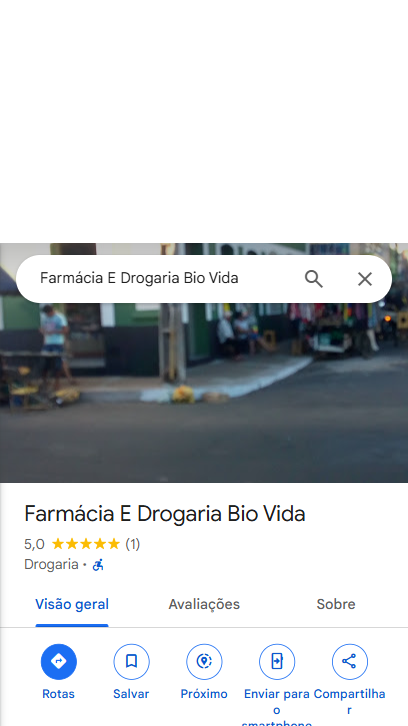 Farmácia E Drogaria Bio Vida
Farmácia E Drogaria Bio Vida
5,0 (1)
Drogaria ·
Visão geral Avaliações Sobre
Rotas Salvar Próximo Enviar para o smartphone Compartilhar